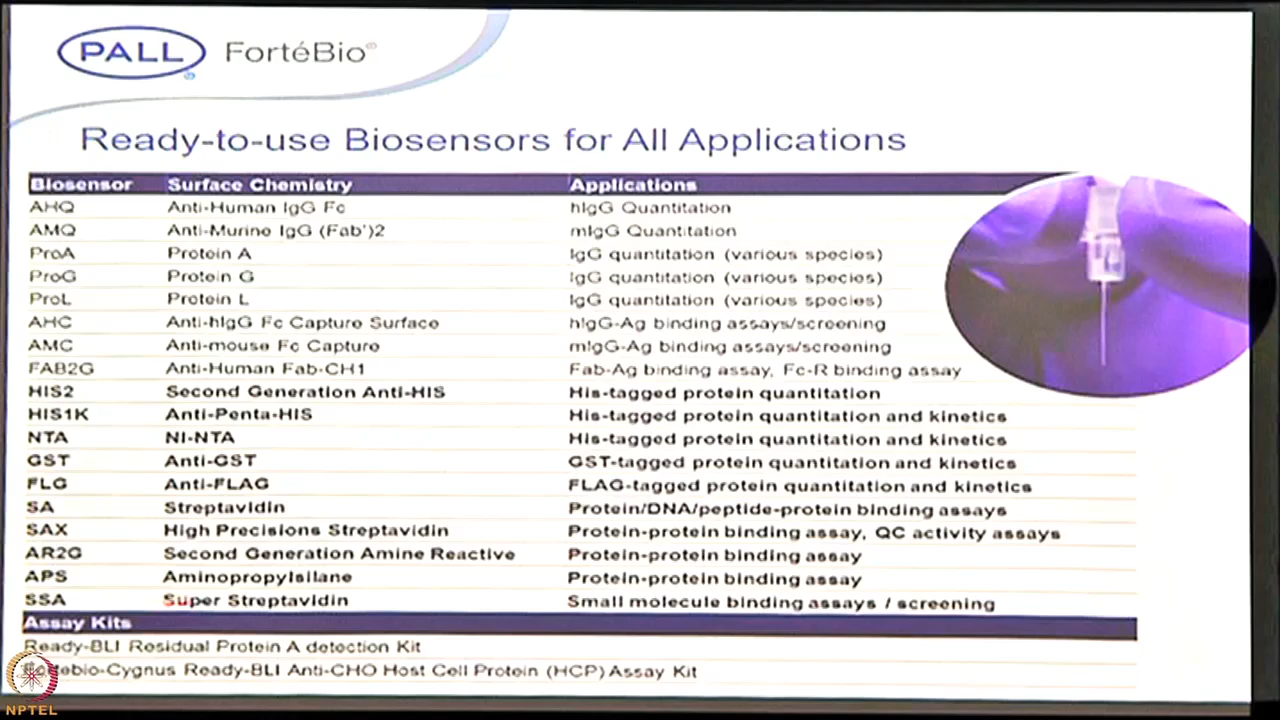 PALL ® FortéBio®
Ready-to-use Biosensors for All Applications
Biosensor Surface Chemistry Applications
AHQ Anti-Human IgG Fc hIgG Quantitation
AMQ Anti-Murine IgG (Fab')2 mIgG Quantitation
ProA Protein A IgG quantitation (various species)
ProG Protein G IgG quantitation (various species)
ProL Protein L IgG quantitation (various species)
AHC Anti-hIgG Fc Capture Surface hIgG-Ag binding assays/screening
AMC Anti-mouse Fc Capture mIgG-Ag binding assays/screening
FAB2G Anti-Human Fab-CH1 Fab-Ag binding assay, Fc-R binding assay
HIS2 Second Generation Anti-HIS His-tagged protein quantitation
HIS1K Anti-Penta-HIS His-tagged protein quantitation and kinetics
NTA NI-NTA His-tagged protein quantitation and kinetics
GST Anti-GST GST-tagged protein quantitation and kinetics
FLG Anti-FLAG FLAG-tagged protein quantitation and kinetics
SA Streptavidin Protein/DNA/peptide-protein binding assays
SAX High Precisions Streptavidin Protein-protein binding assay, QC activity assays
AR2G Second Generation Amine Reactive Protein-protein binding assay
APS Aminopropylsilane Protein-protein binding assay
SSA Super Streptavidin Small molecule binding assays / screening
Assay Kits
Ready-BLI Residual Protein A detection Kit
-Cygnus Ready-BLI Anti-CHO Host Cell Protein (HCP) Assay Kit
NPTEL